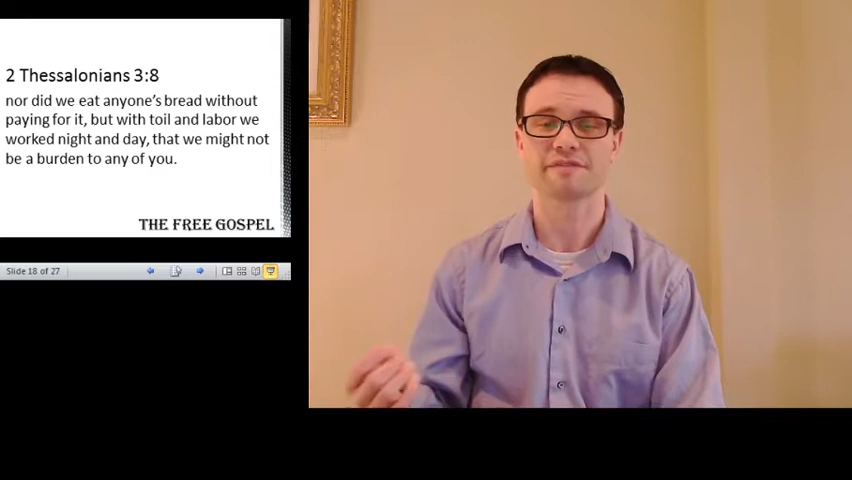 2 Thessalonians 3:8
nor did we eat anyone's bread without
paying for it, but with toil and labor we
worked night and day, that we might not
be a burden to any of you.
THE FREE GOSPEL
Slide 18 of 27